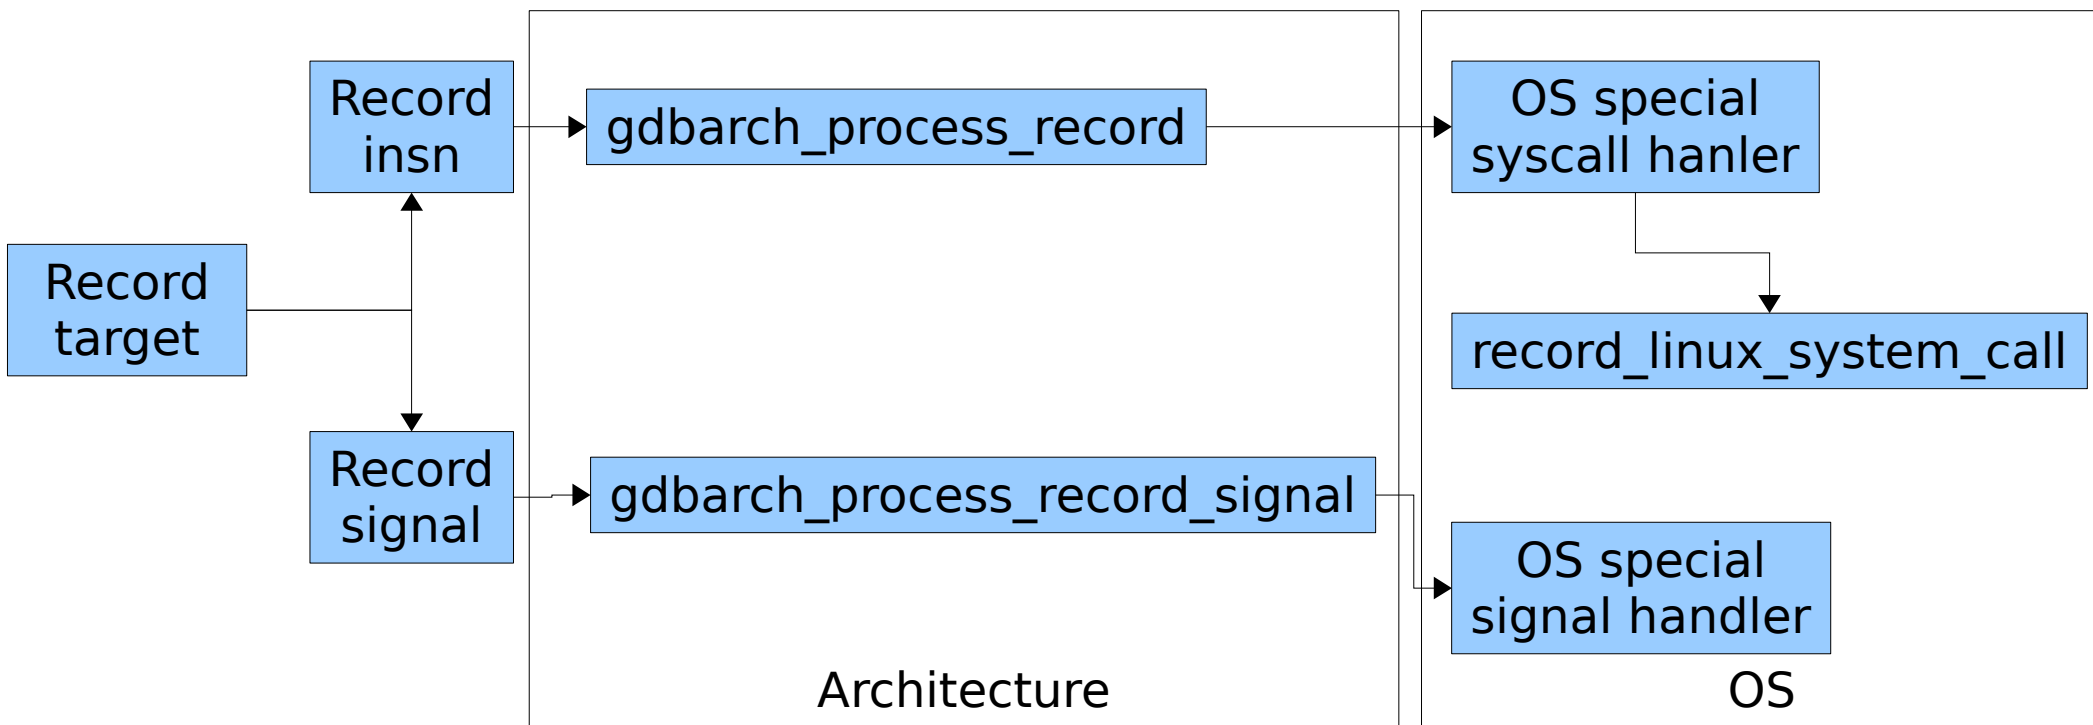 Record
insn
gdbarch_process_record
OS special
syscall hanler
Record
target
record_linux_system_call
Record
signal
gdbarch_process_record_signal
OS special
signal handler
Architecture
OS